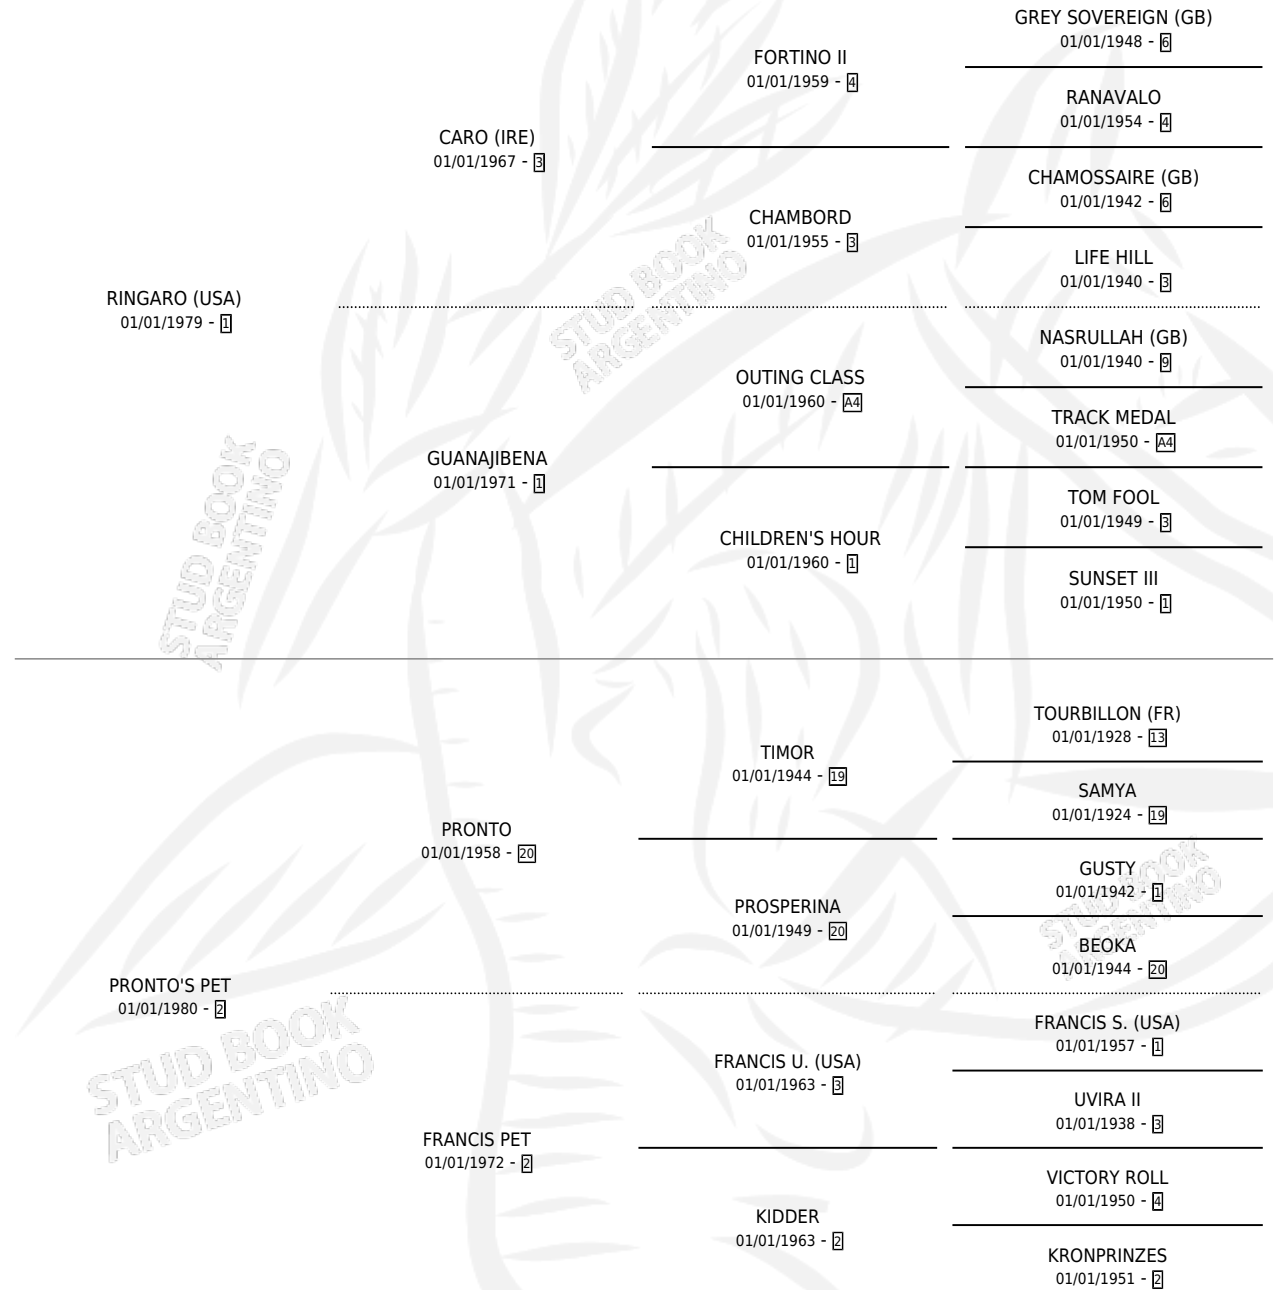 GREY SOVEREIGN (GB)
01/01/1948 - 6
FORTINO II
01/01/1959 - 4
RANAVALO
01/01/1954 - 4
CARO (IRE)
01/01/1967 - 3
CHAMOSSAIRE (GB)
01/01/1942 - 6
CHAMBORD
01/01/1955 - 3
LIFE HILL
01/01/1940 - 3
RINGARO (USA)
01/01/1979 - 1
NASRULLAH (GB)
01/01/1940 - 9
OUTING CLASS
01/01/1960 - A4
TRACK MEDAL
01/01/1950 - A4
GUANAJIBENA
01/01/1971 - 1
TOM FOOL
01/01/1949 - 3
CHILDREN'S HOUR
01/01/1960 - 1
SUNSET III
01/01/1950 - 1
STUD BOOK
ARGENTINO
STUD BOOK
ARGENTINO
TOURBILLON (FR)
01/01/1928 - 13
TIMOR
01/01/1944 - 19
SAMYA
01/01/1924 - 19
PRONTO
01/01/1958 - 20
GUSTY
01/01/1942 - 1
PROSPERINA
01/01/1949 - 20
BEOKA
01/01/1944 - 20
PRONTO'S PET
01/01/1980 - 2
FRANCIS S. (USA)
01/01/1957 - 1
FRANCIS U. (USA)
01/01/1963 - 3
UVIRA II
01/01/1938 - 3
FRANCIS PET
01/01/1972 - 2
VICTORY ROLL
01/01/1950 - 4
KIDDER
01/01/1963 - 2
KRONPRINZES
01/01/1951 - 2
STUD BOOK
ARGENTINO
STUD BOOK
ARGENTINO